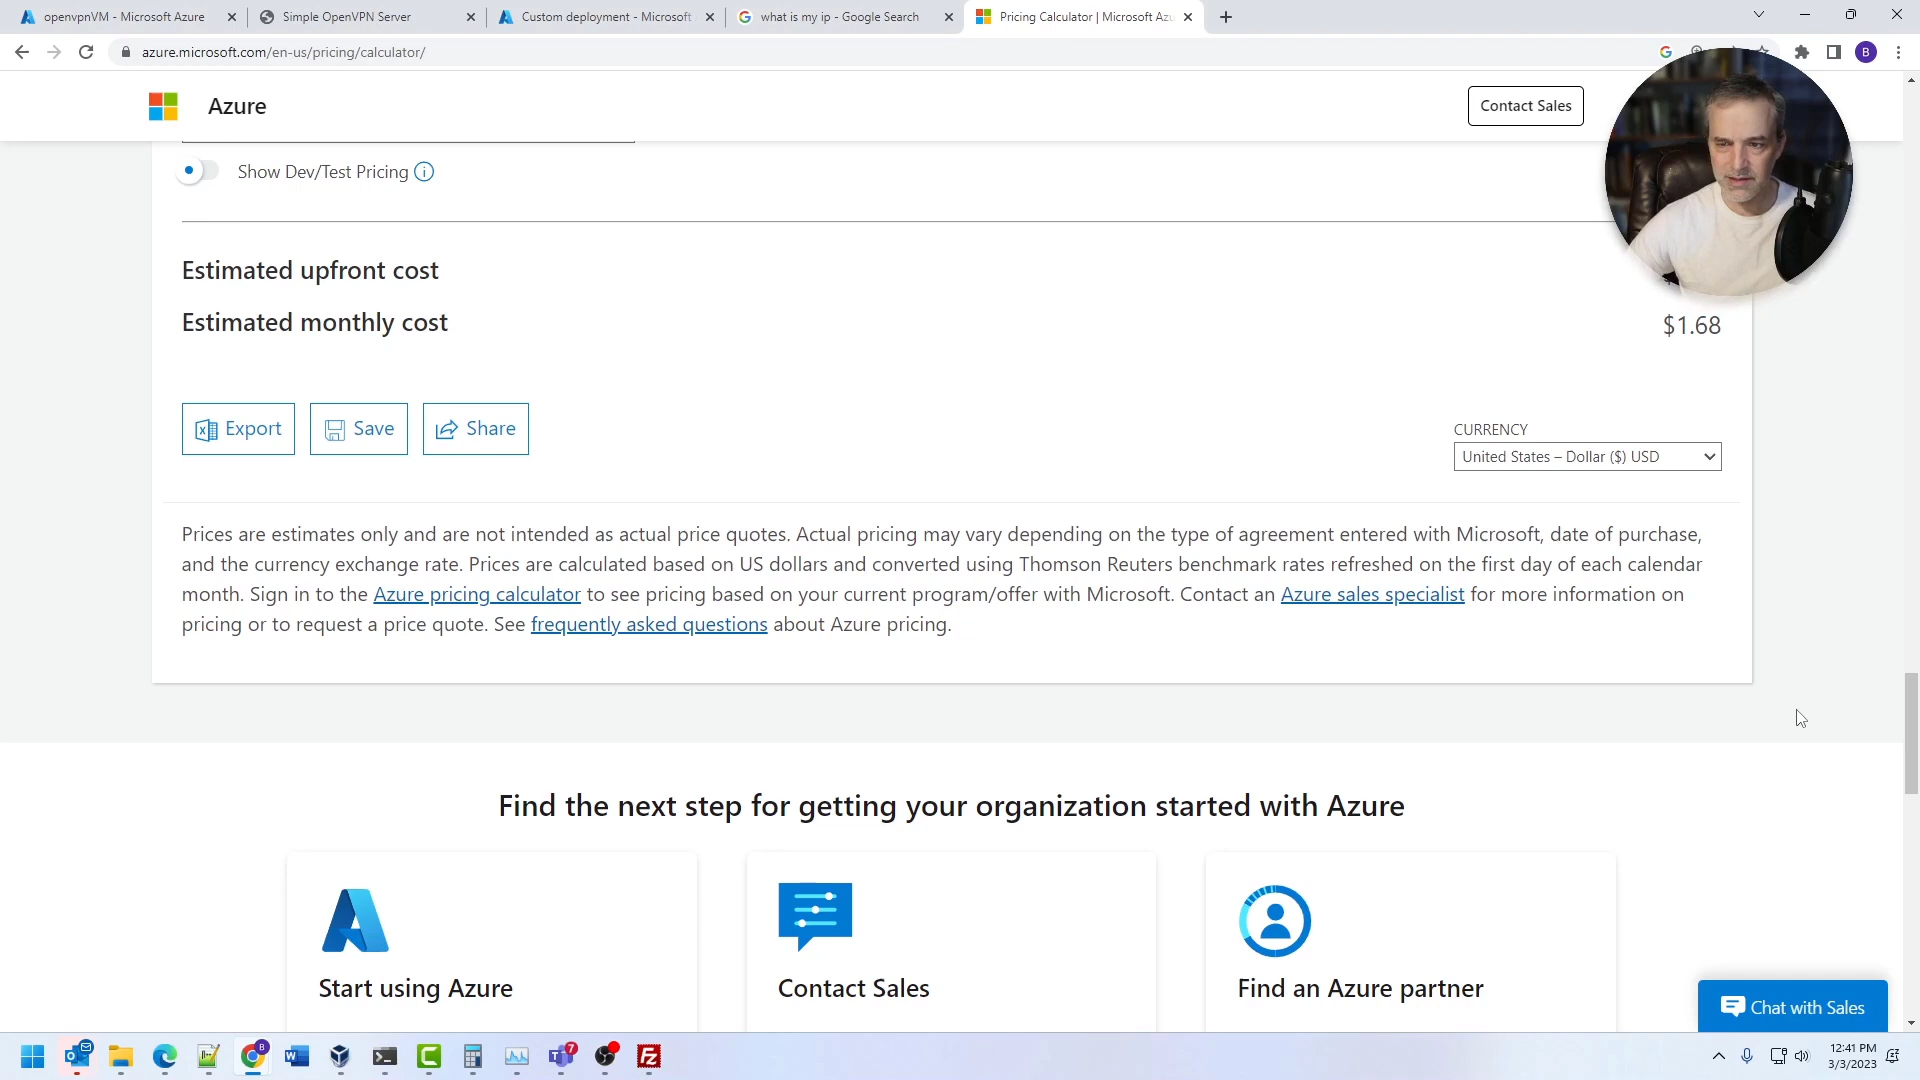 openvpnVM - Microsoft Azure
Simple OpenVPN Server
Custom deployment - Microsoft
what is my ip - Google Search
Pricing Calculator | Microsoft Azu
azure.microsoft.com/en-us/pricing/calculator/
B
Azure
Contact Sales
Show Dev/Test Pricing
Estimated upfront cost
Estimated monthly cost
$1.68
Export
Save
Share
CURRENCY
United States – Dollar ($) USD
Prices are estimates only and are not intended as actual price quotes. Actual pricing may vary depending on the type of agreement entered with Microsoft, date of purchase,
and the currency exchange rate. Prices are calculated based on US dollars and converted using Thomson Reuters benchmark rates refreshed on the first day of each calendar
month. Sign in to the Azure pricing calculator to see pricing based on your current program/offer with Microsoft. Contact an Azure sales specialist for more information on
pricing or to request a price quote. See frequently asked questions about Azure pricing.
Find the next step for getting your organization started with Azure
Start using Azure
Contact Sales
Find an Azure partner
Chat with Sales
7
12:41 PM
3/3/2023